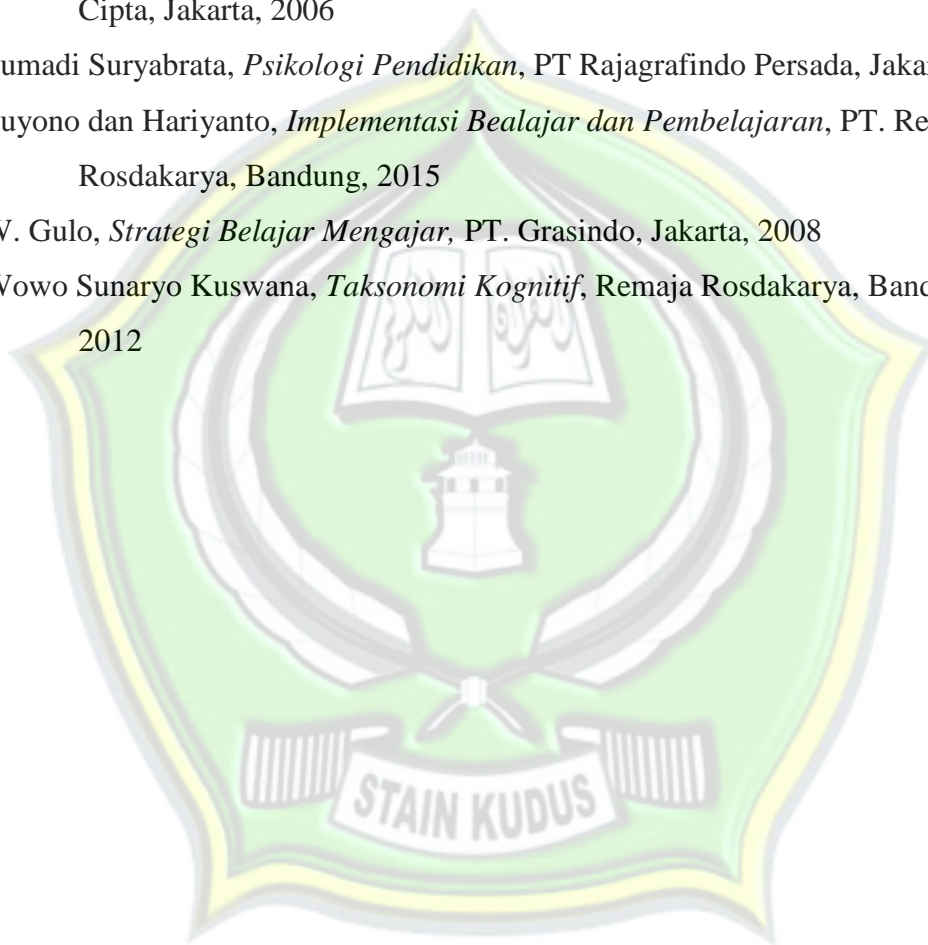 Cipta, Jakarta, 2006
umadi Suryabrata, Psikologi Pendidikan, PT Rajagrafindo Persada, Jakar
uyono dan Hariyanto, Implementasi Bealajar dan Pembelajaran, PT. Re
Rosdakarya, Bandung, 2015
W. Gulo, Strategi Belajar Mengajar, PT. Grasindo, Jakarta, 2008
Wowo Sunaryo Kuswana, Taksonomi Kognitif, Remaja Rosdakarya, Band
2012
STAIN KUDUS